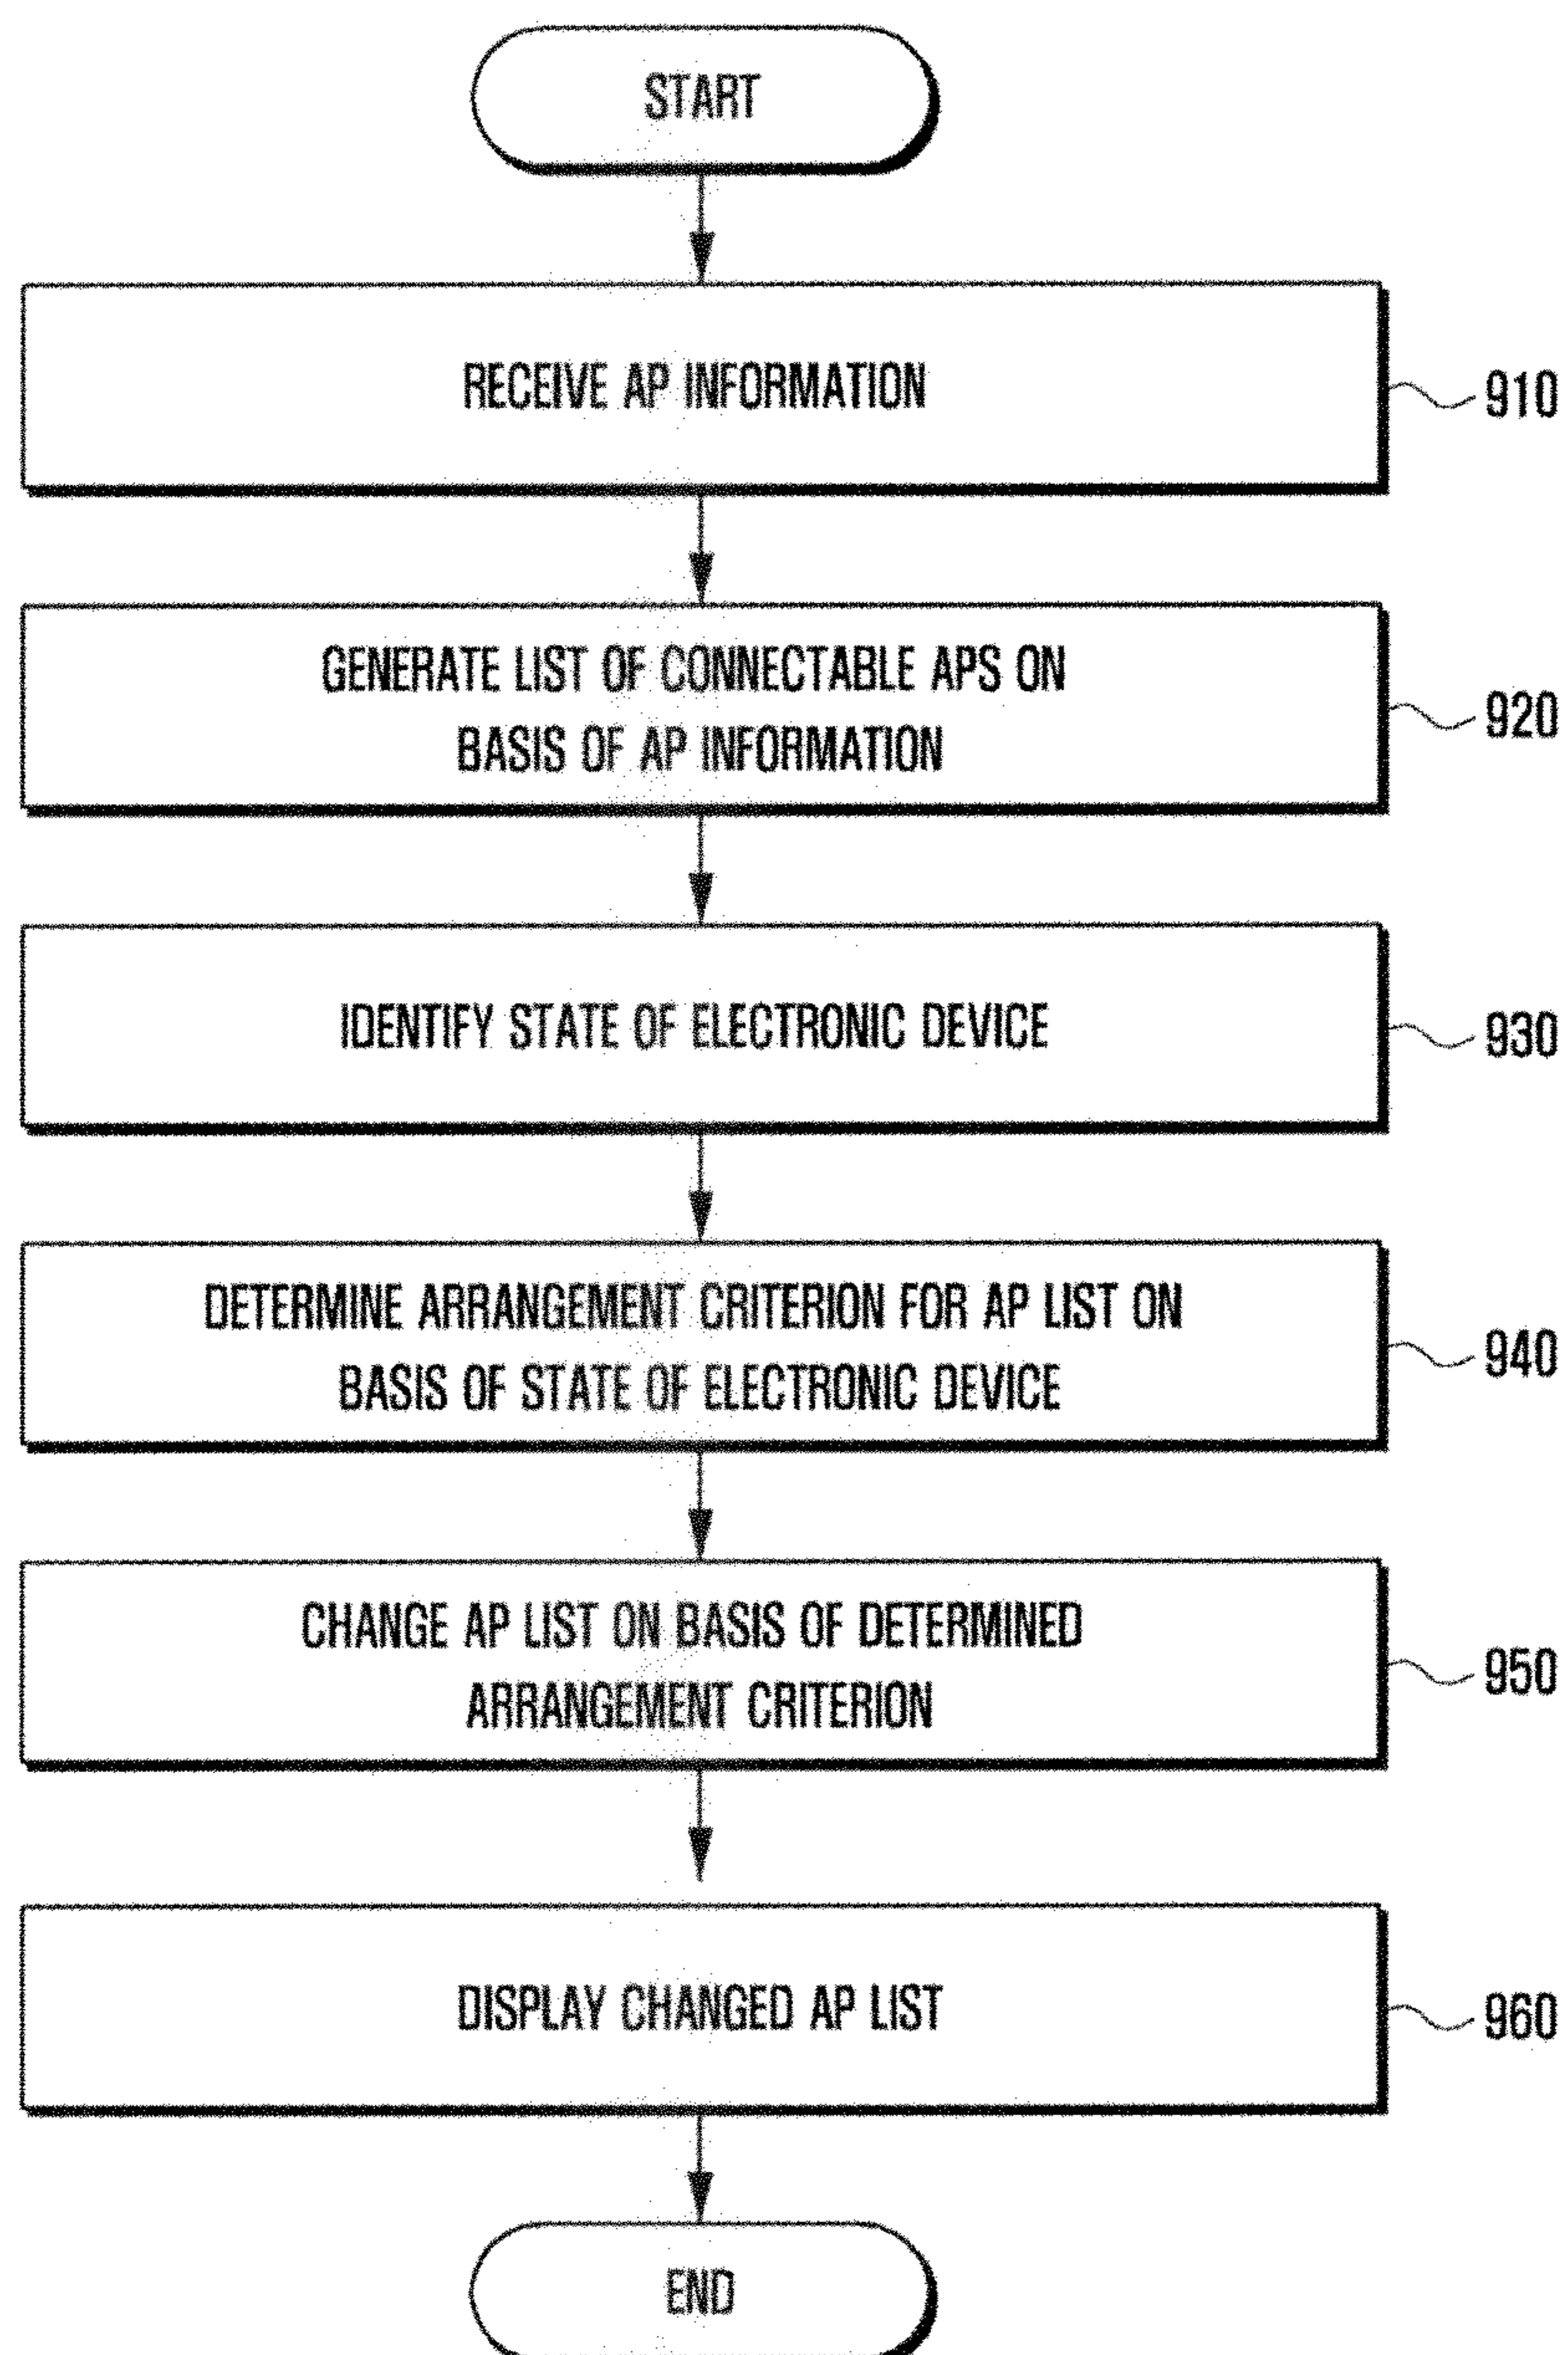 START
RECEIVE AP INFORMATION
910
GENERATE LIST OF CONNECTABLE APS ON
BASIS OF AP INFORMATION
920
IDENTIFY STATE OF ELECTRONIC DEVICE
930
DETERMINE ARRANGEMENT CRITERION FOR AP LIST ON
BASIS OF STATE OF ELECTRONIC DEVICE
940
CHANGE AP LIST ON BASIS OF DETERMINED
ARRANGEMENT CRITERION
950
DISPLAY CHANGED AP LIST
960
END